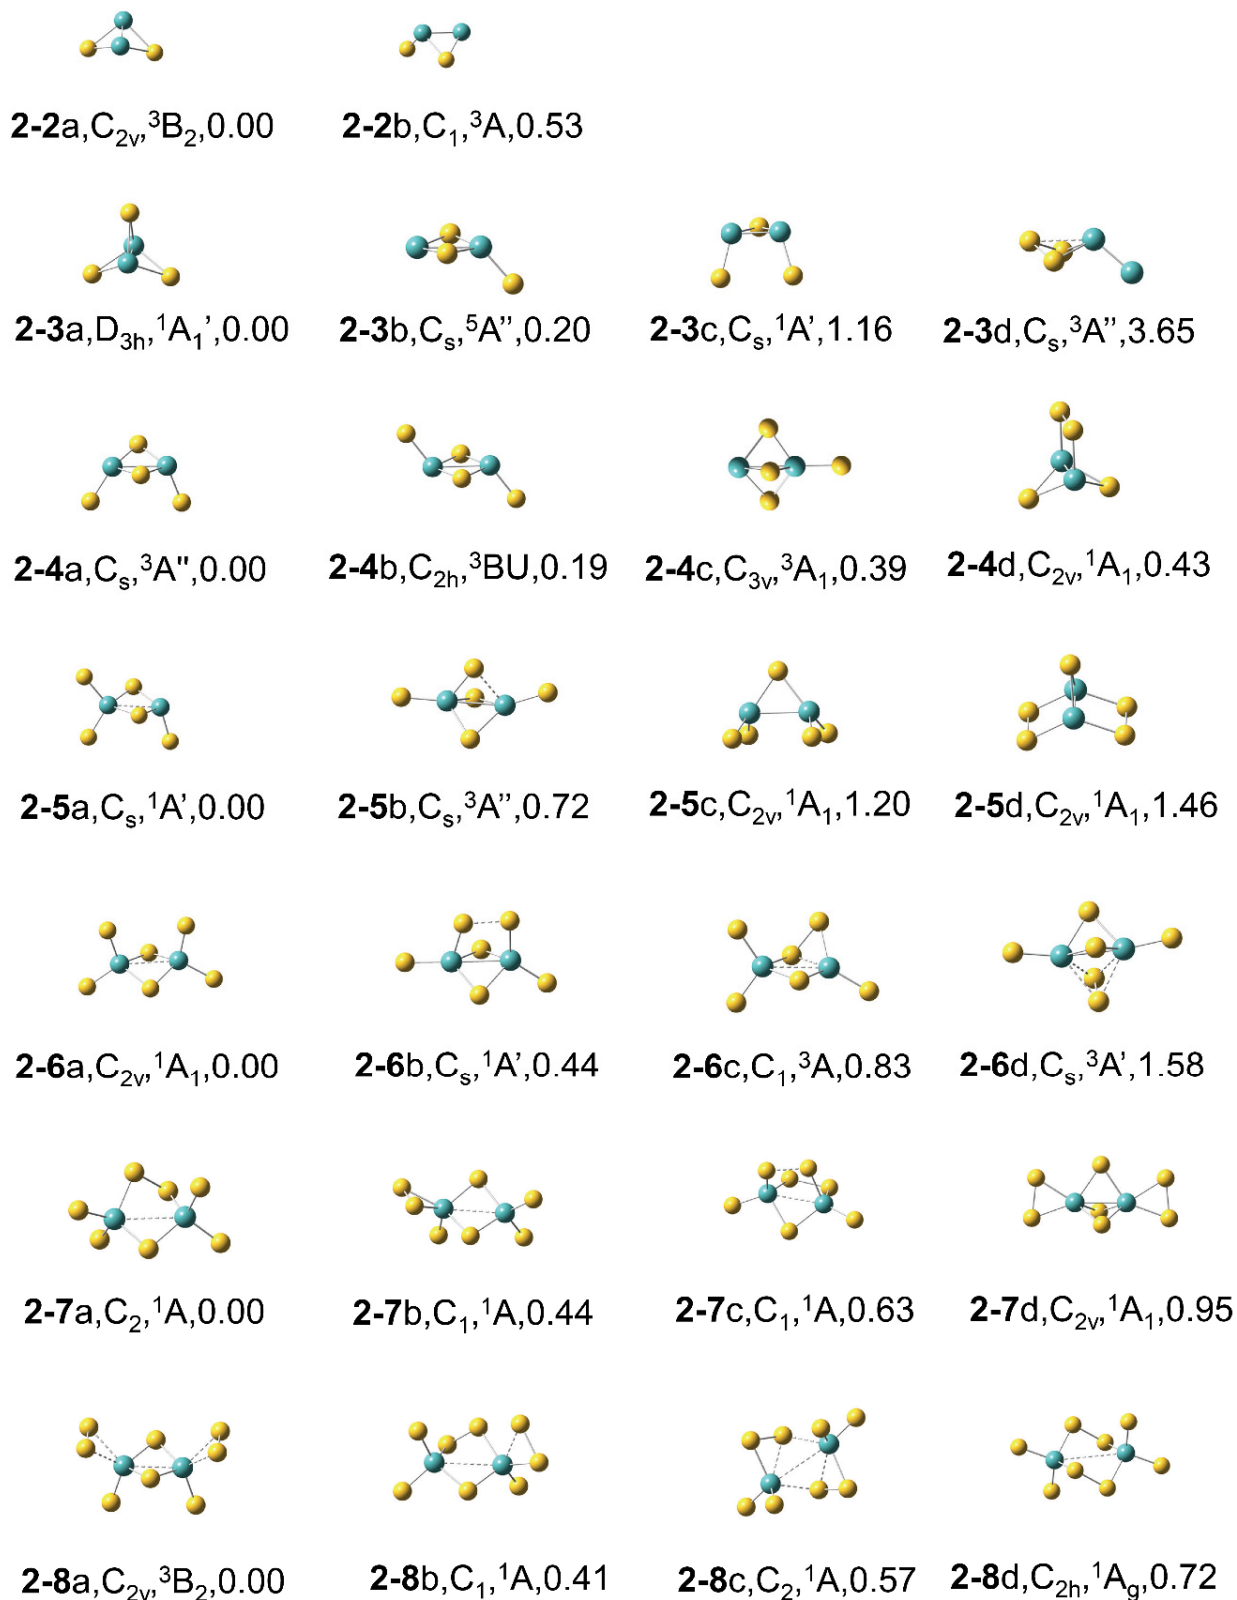 2-2a,C2v,3B2,0.00 2-2b,C1,3A,0.53
2-3a,D3h,1A1',0.00 2-3b,Cs,5A'',0.20 2-3c,Cs,1A',1.16 2-3d,Cs,3A'',3.65
2-4a,Cs,3A",0.00 2-4b,C2h,3BU,0.19 2-4c,C3v,3A1,0.39 2-4d,C2v,1A1,0.43
2-5a,Cs,1A',0.00 2-5b,Cs,3A'',0.72 2-5c,C2v,1A1,1.20 2-5d,C2v,1A1,1.46
2-6a,C2v,1A1,0.00 2-6b,Cs,1A',0.44 2-6c,C1,3A,0.83 2-6d,Cs,3A',1.58
2-7a,C2,1A,0.00 2-7b,C1,1A,0.44 2-7c,C1,1A,0.63 2-7d,C2v,1A1,0.95
2-8a,C2v,3B2,0.00 2-8b,C1,1A,0.41 2-8c,C2,1A,0.57 2-8d,C2h,1Ag,0.72